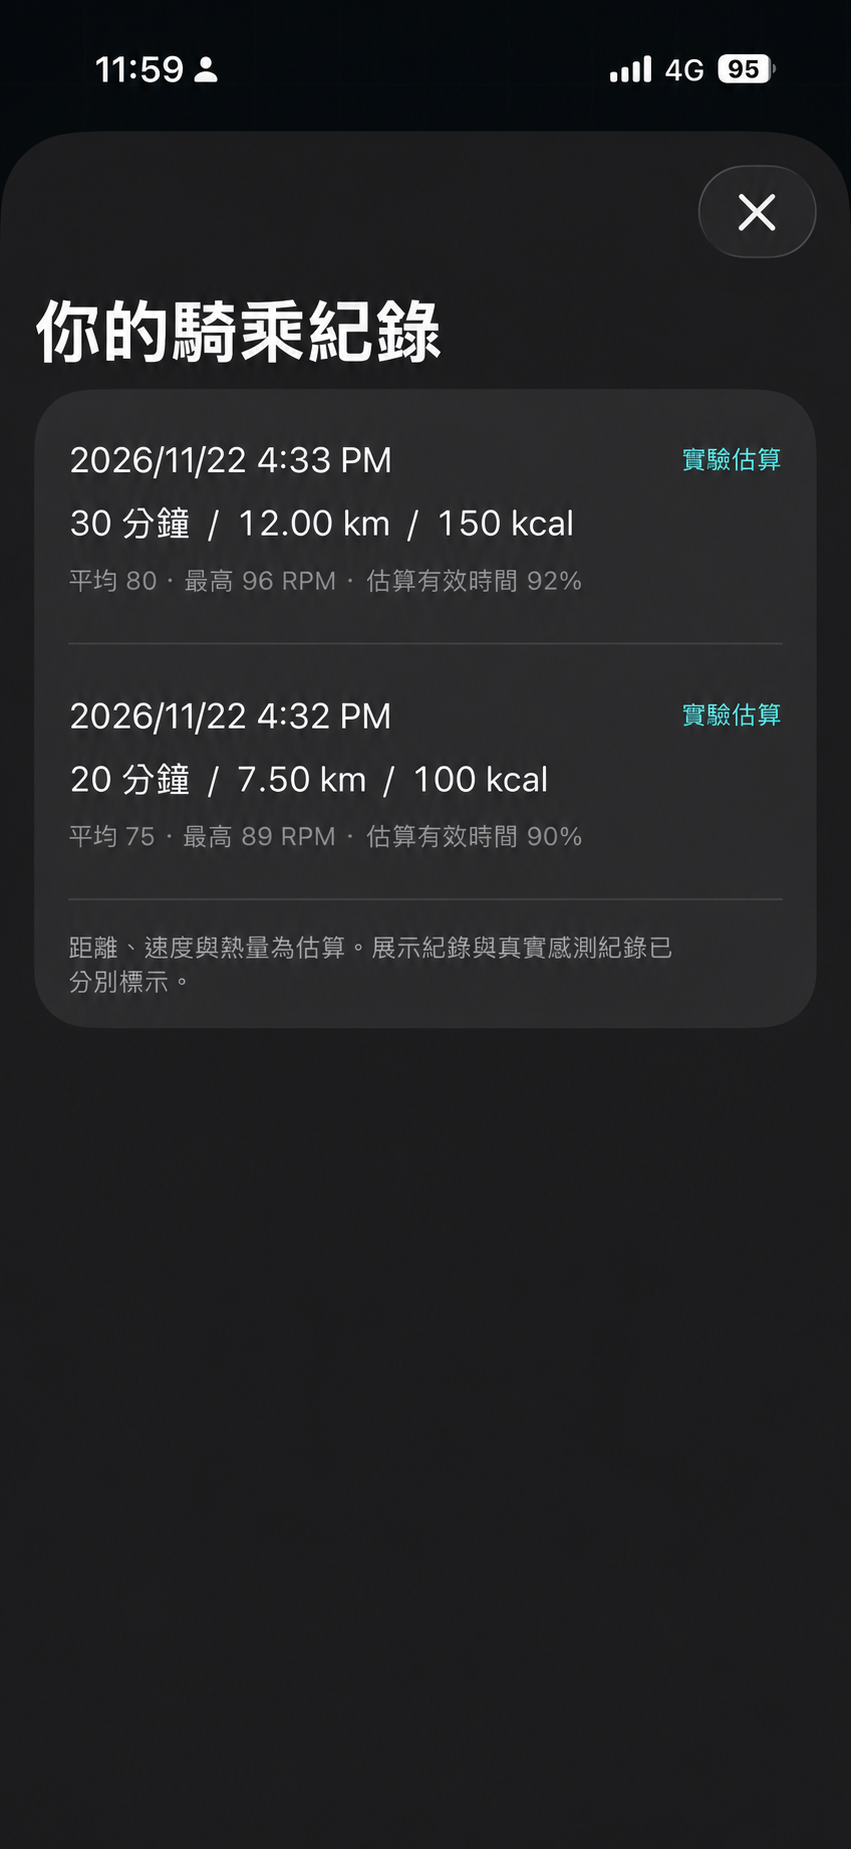 11:59 4G 95
你的騎乘紀錄
2026/11/22 4:33 PM 實驗估算
30 分鐘 / 12.00 km / 150 kcal
平均 80 · 最高 96 RPM · 估算有效時間 92%
2026/11/22 4:32 PM 實驗估算
20 分鐘 / 7.50 km / 100 kcal
平均 75 · 最高 89 RPM · 估算有效時間 90%
距離、速度與熱量為估算。展示紀錄與真實感測紀錄已
分別標示。